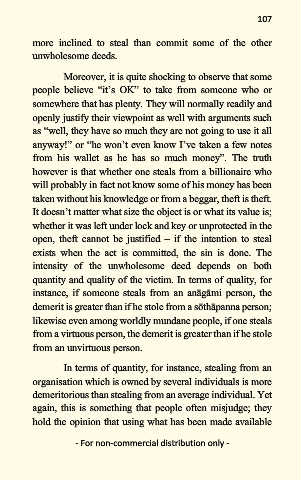 107
more inclined to steal than commit some of the other
unwholesome deeds.
Moreover, it is quite shocking to observe that some
people believe “it’s OK” to take from someone who or
somewhere that has plenty. They will normally readily and
openly justify their viewpoint as well with arguments such
as “well, they have so much they are not going to use it all
anyway!” or “he won’t even know I’ve taken a few notes
from his wallet as he has so much money”. The truth
however is that whether one steals from a billionaire who
will probably in fact not know some of his money has been
taken without his knowledge or from a beggar, theft is theft.
It doesn’t matter what size the object is or what its value is;
whether it was left under lock and key or unprotected in the
open, theft cannot be justified – if the intention to steal
exists when the act is committed, the sin is done. The
intensity of the unwholesome deed depends on both
quantity and quality of the victim. In terms of quality, for
instance, if someone steals from an anāgāmi person, the
demerit is greater than if he stole from a sōthāpanna person;
likewise even among worldly mundane people, if one steals
from a virtuous person, the demerit is greater than if he stole
from an unvirtuous person.
In terms of quantity, for instance, stealing from an
organisation which is owned by several individuals is more
demeritorious than stealing from an average individual. Yet
again, this is something that people often misjudge; they
hold the opinion that using what has been made available
- For non-commercial distribution only -